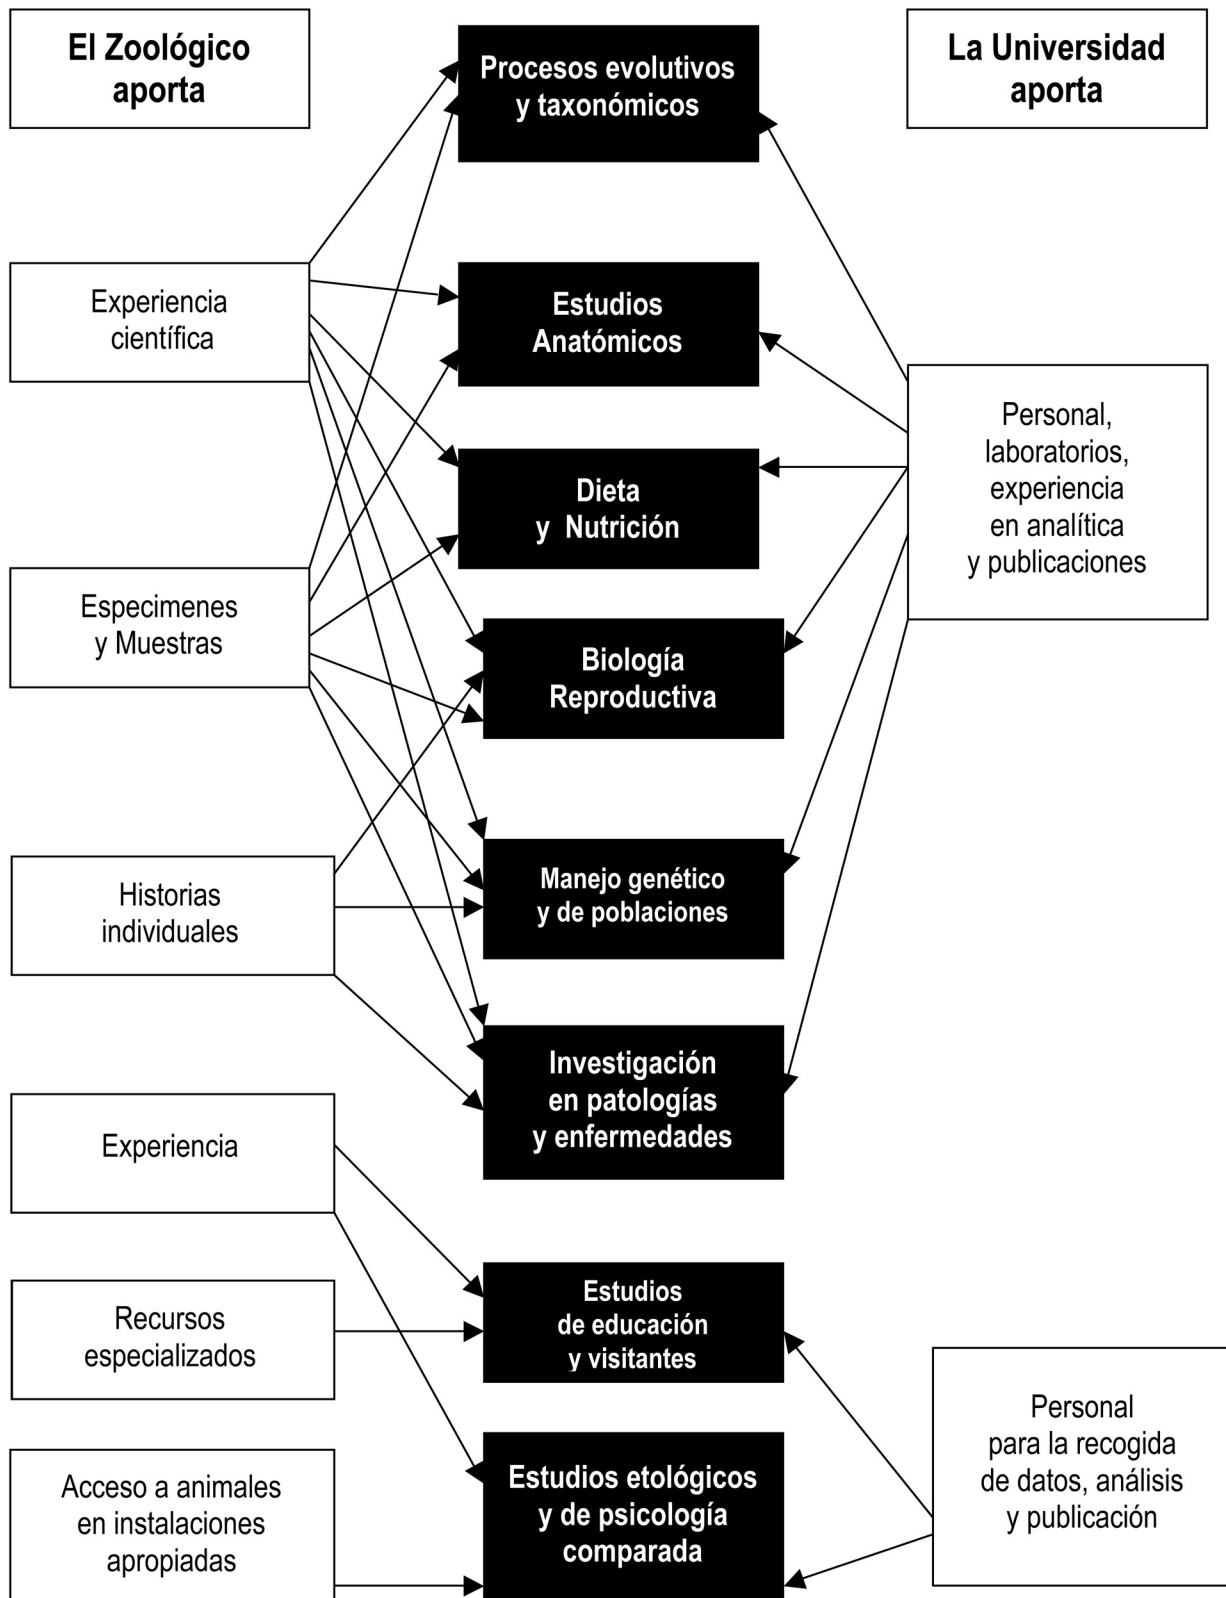 El Zoológico
aporta
Experiencia
científica
Especimenes
y Muestras
Historias
individuales
Experiencia
Recursos
especializados
Acceso a animales
en instalaciones
apropiadas
Procesos evolutivos
y taxonómicos
Estudios
Anatómicos
Dieta
y Nutrición
Biología
Reproductiva
Manejo genético
y de poblaciones
Investigación
en patologías
y enfermedades
Estudios
de educación
y visitantes
Estudios etológicos
y de psicología
comparada
La Universidad
aporta
Personal,
laboratorios,
experiencia
en analítica
y publicaciones
Personal
para la recogida
de datos, análisis
y publicación